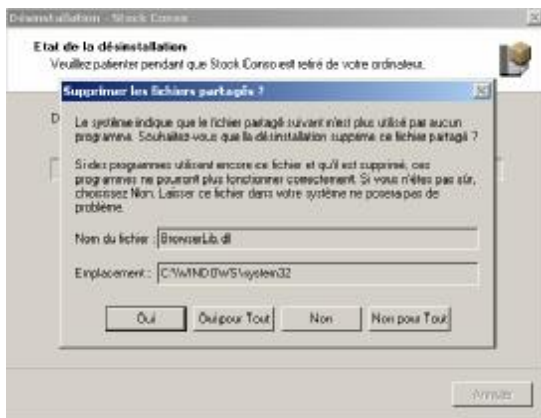 Désinstallation - Stock Conso
Etat de la désinstallation
Veuillez patienter pendant que Stock Conso est retiré de votre ordinateur.
Supprimer les fichiers partagés ?
D
Le système indique que le fichier partagé suivant n'est plus utilisé par aucun
programme. Souhaitez-vous que la désinstallation supprime ce fichier partagé ?
Si des programmes utilisent encore ce fichier et qu'il est supprimé, ces
programmes ne pourront plus fonctionner correctement. Si vous n'êtes pas sûr,
choisissez Non. Laisser ce fichier dans votre système ne posera pas de
problème.
Nom du fichier : BrowserLib.dll
Emplacement : C:\WINDOWS\system32
Oui Oui pour Tout Non Non pour Tout
Annuler